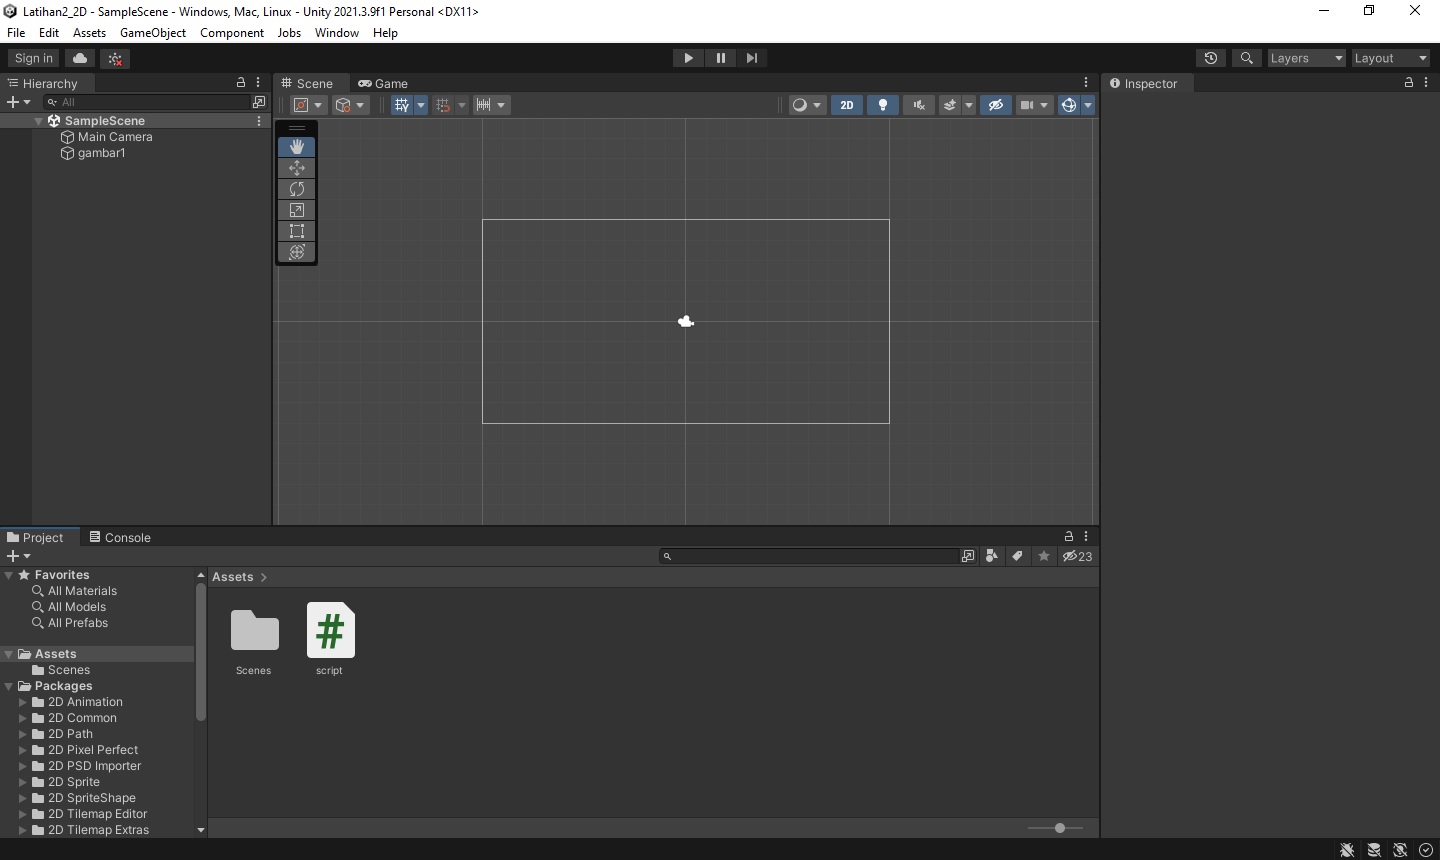 Latihan2_2D - SampleScene - Windows, Mac, Linux - Unity 2021.3.9f1 Personal <DX11>
File Edit Assets GameObject Component Jobs Window Help
Sign in Layers Layout
Hierarchy Scene Game Inspector
All 2D
SampleScene
Main Camera
gambar1
Project Console
23
Favorites
All Materials
All Models
All Prefabs
Assets
Scenes
Packages
2D Animation
2D Common
2D Path
2D Pixel Perfect
2D PSD Importer
2D Sprite
2D SpriteShape
2D Tilemap Editor
2D Tilemap Extras
Assets >
Scenes script